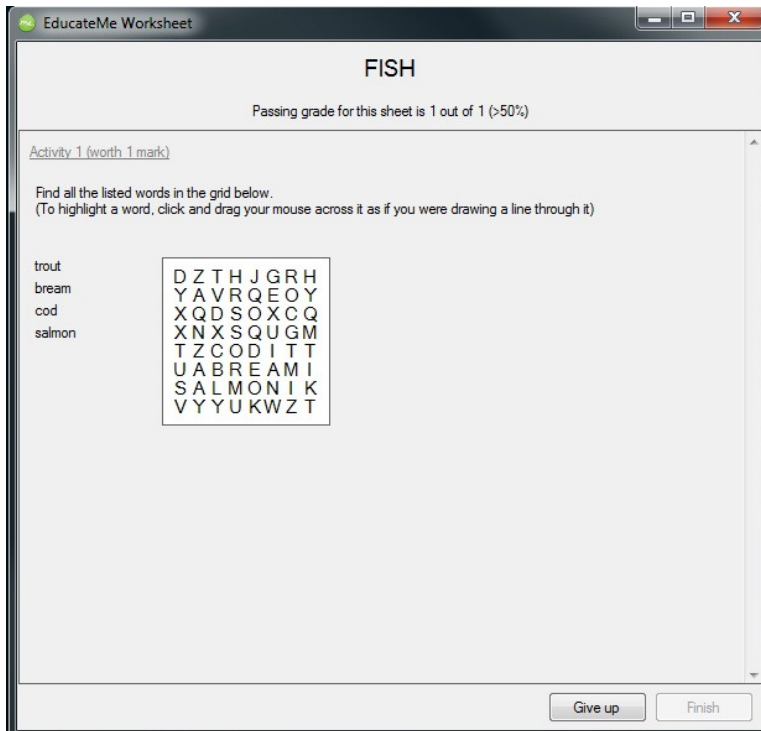 EducateMe Worksheet
FISH
Passing grade for this sheet is 1 out of 1 (>50%)
Activity 1 (worth 1 mark)
Find all the listed words in the grid below.
(To highlight a word, click and drag your mouse across it as if you were drawing a line through it)
trout
bream
cod
salmon
D Z T H J G R H
Y A V R Q E O Y
X Q D S O X C Q
X N X S Q U G M
T Z C O D I T T
U A B R E A M I
S A L M O N I K
V Y Y U K W Z T
Give up
Finish